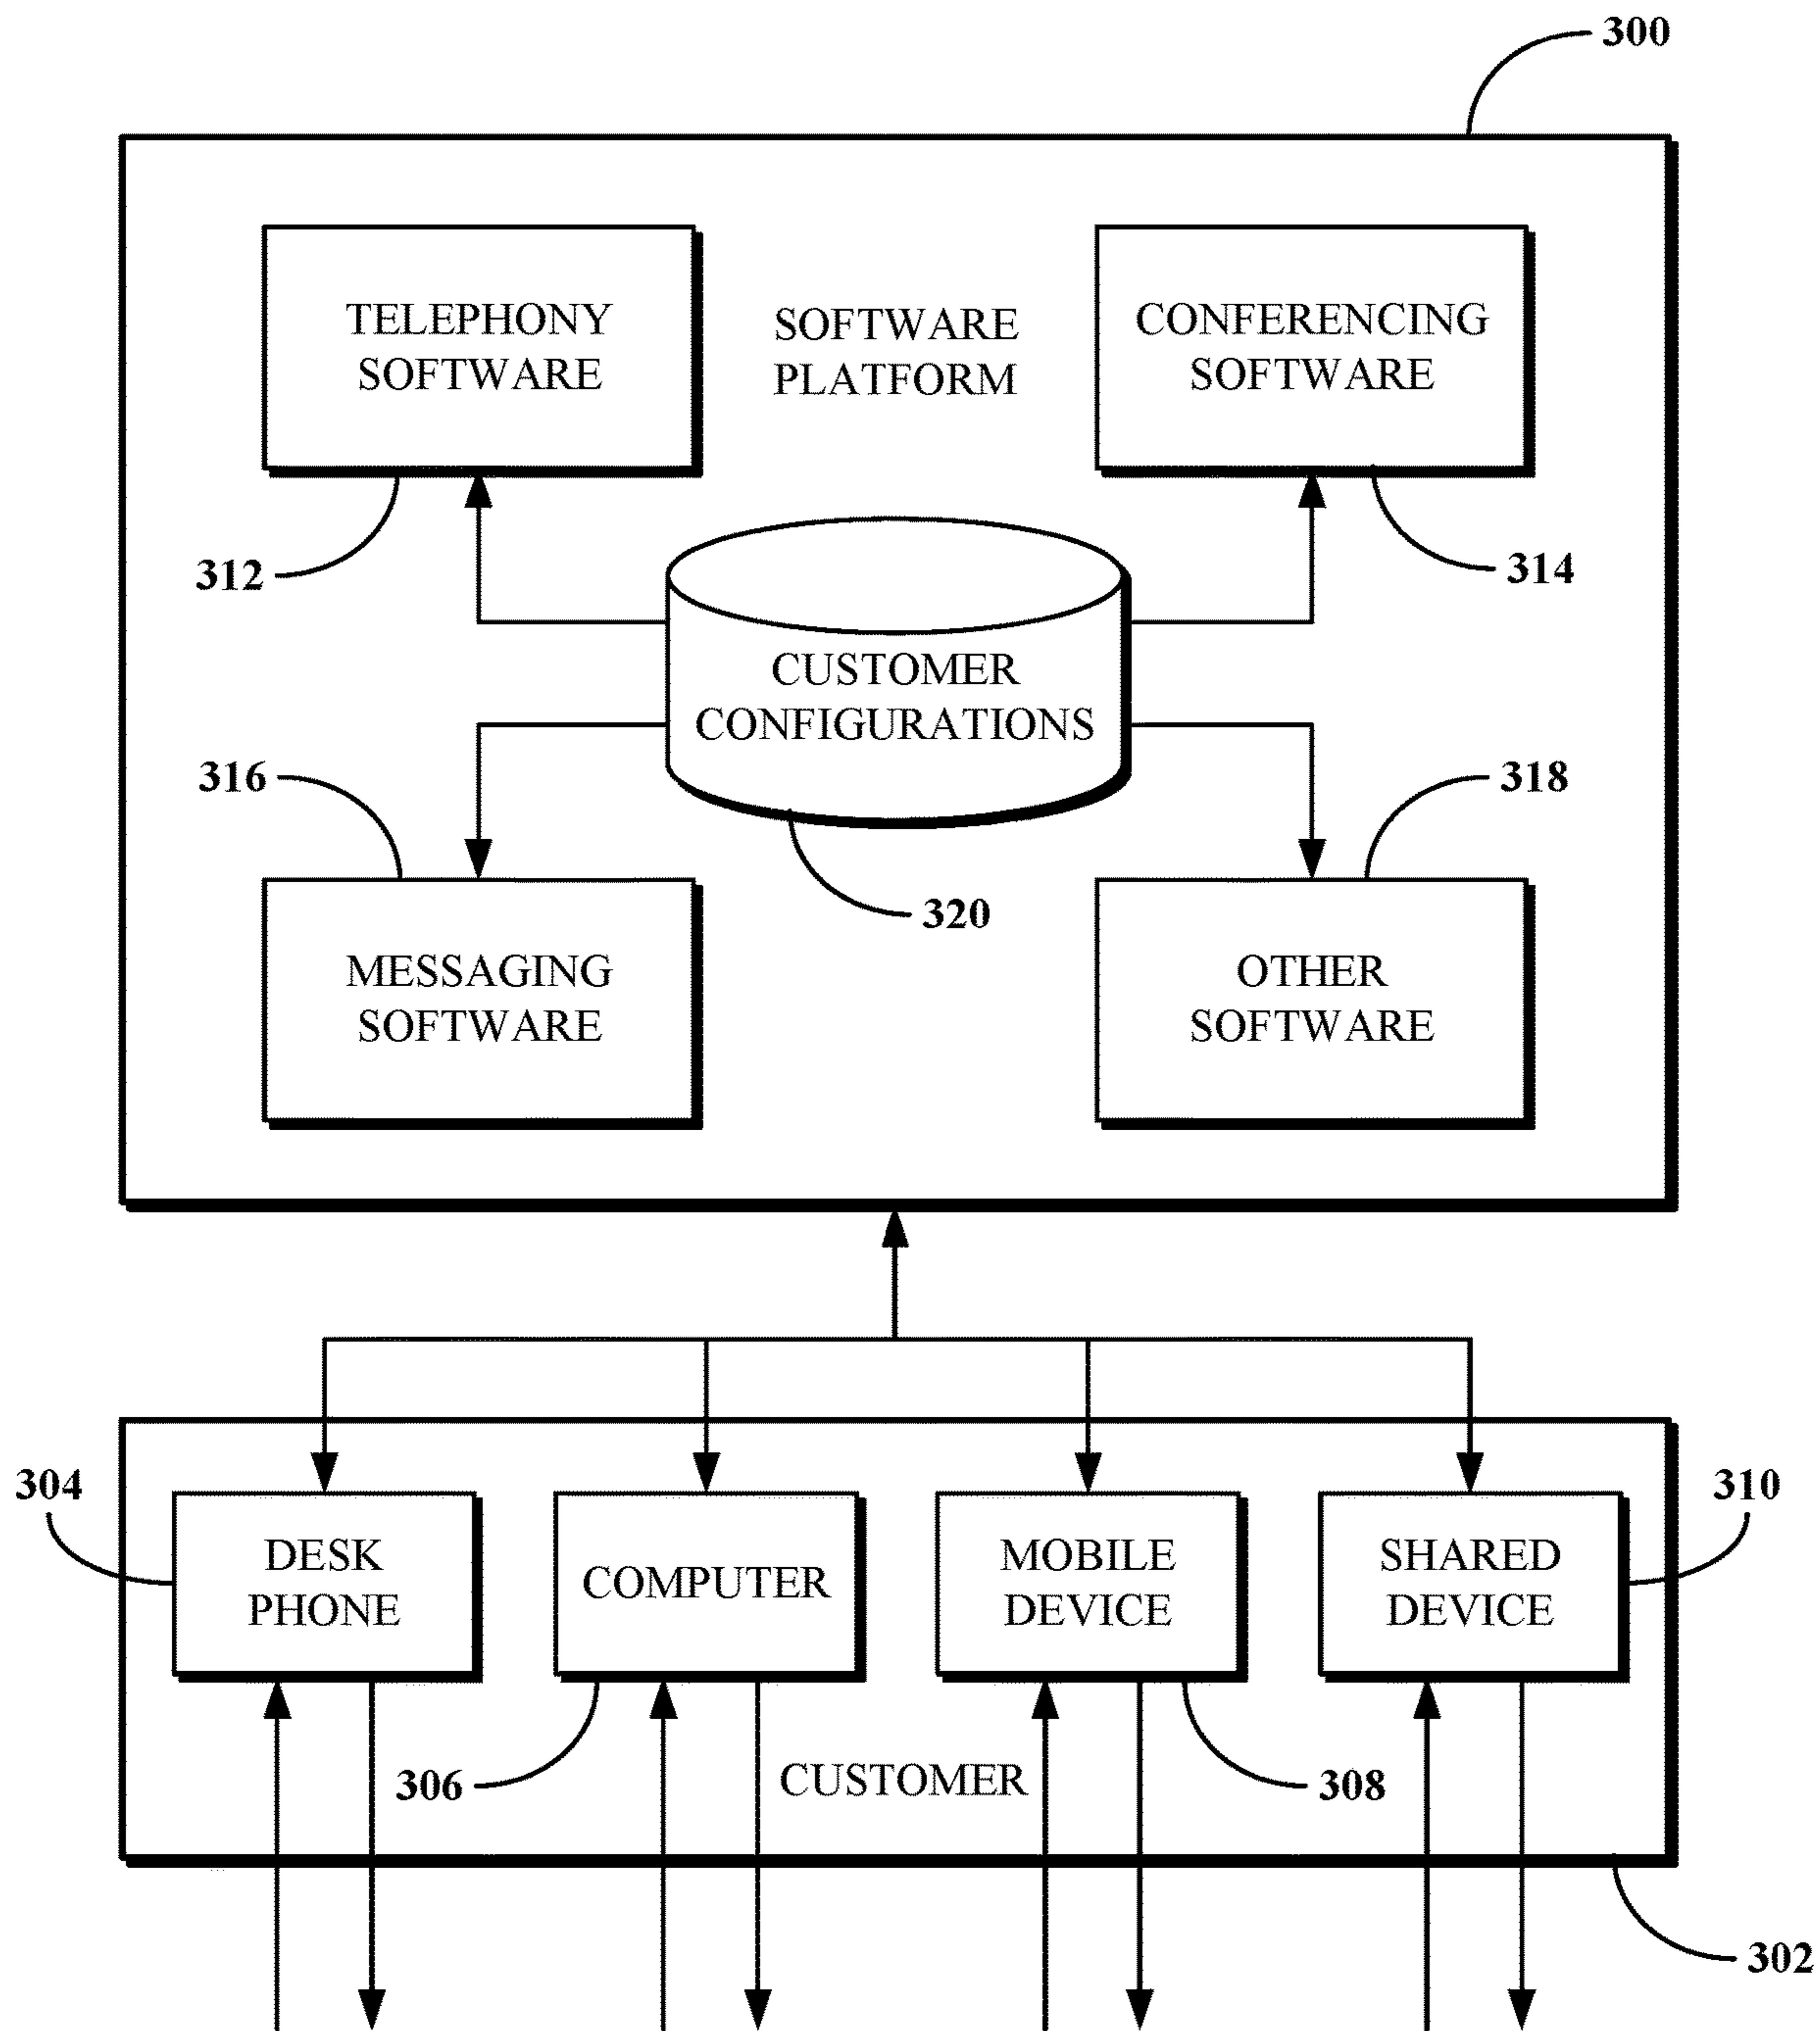 300
TELEPHONY
SOFTWARE
SOFTWARE
PLATFORM
CONFERENCING
SOFTWARE
312
314
CUSTOMER
CONFIGURATIONS
316
318
320
MESSAGING
SOFTWARE
OTHER
SOFTWARE
304
310
DESK
PHONE
COMPUTER
MOBILE
DEVICE
SHARED
DEVICE
306
CUSTOMER
308
302